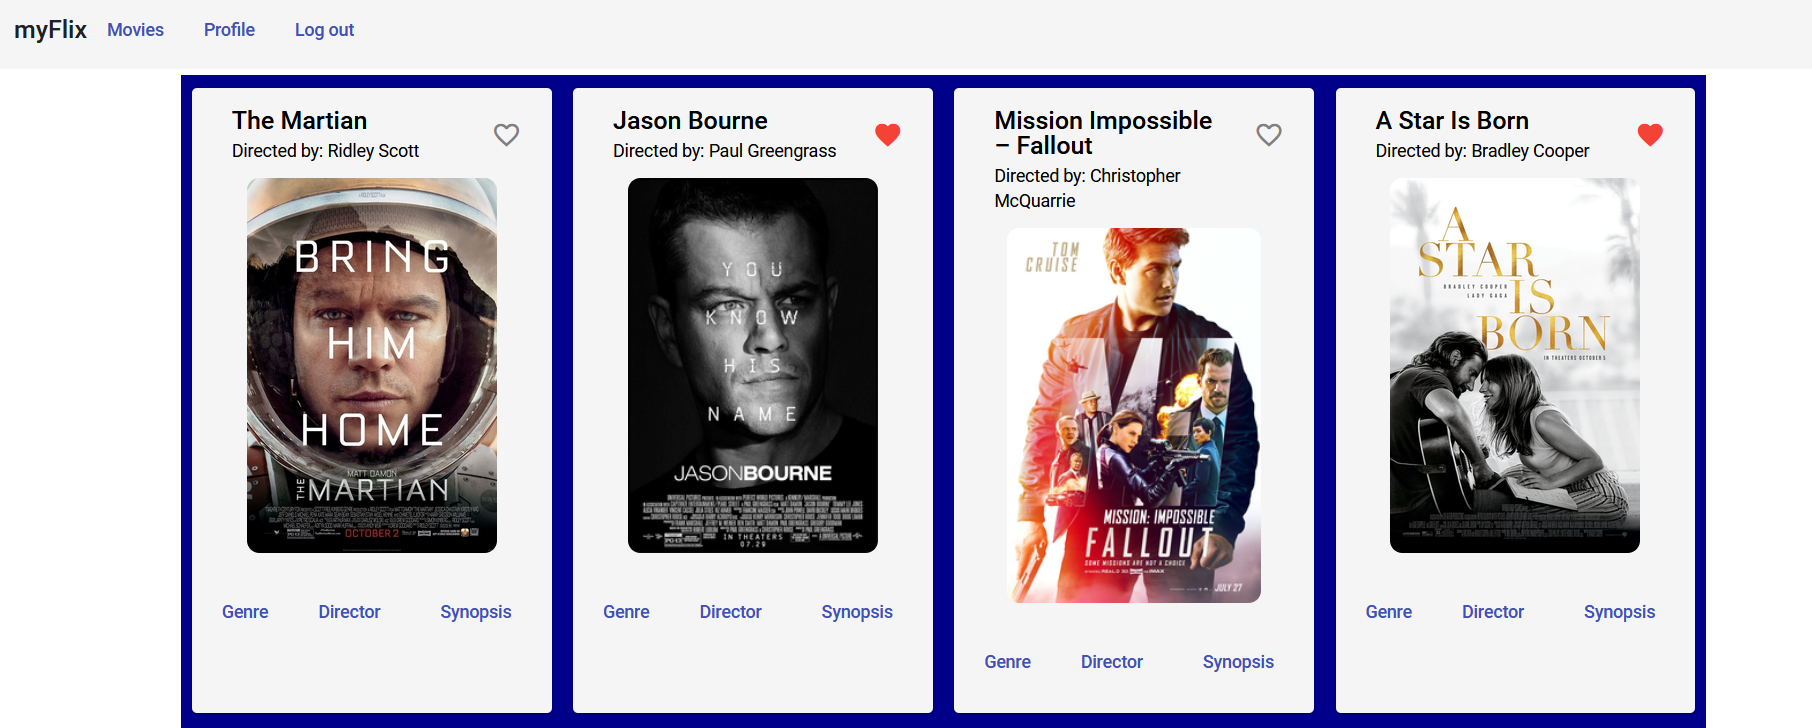 myFlix Movies Profile Log out
The Martian
Directed by: Ridley Scott
BRING
HIM
HOME
MATT DAMON
THE MARTIAN
OCTOBER 2
Genre Director Synopsis
Jason Bourne
Directed by: Paul Greengrass
YOU
KNOW
HIS
NAME
JASONBOURNE
IN THEATERS
07.29
Genre Director Synopsis
Mission Impossible
– Fallout
Directed by: Christopher
McQuarrie
TOM
CRUISE
MISSION: IMPOSSIBLE
FALLOUT
SOME MISSIONS ARE NOT A CHOICE
JULY 27
Genre Director Synopsis
A Star Is Born
Directed by: Bradley Cooper
A
STAR
BRADLEY COOPER
LADY GAGA
IS
BORN
IN THEATERS OCTOBER 5
Genre Director Synopsis